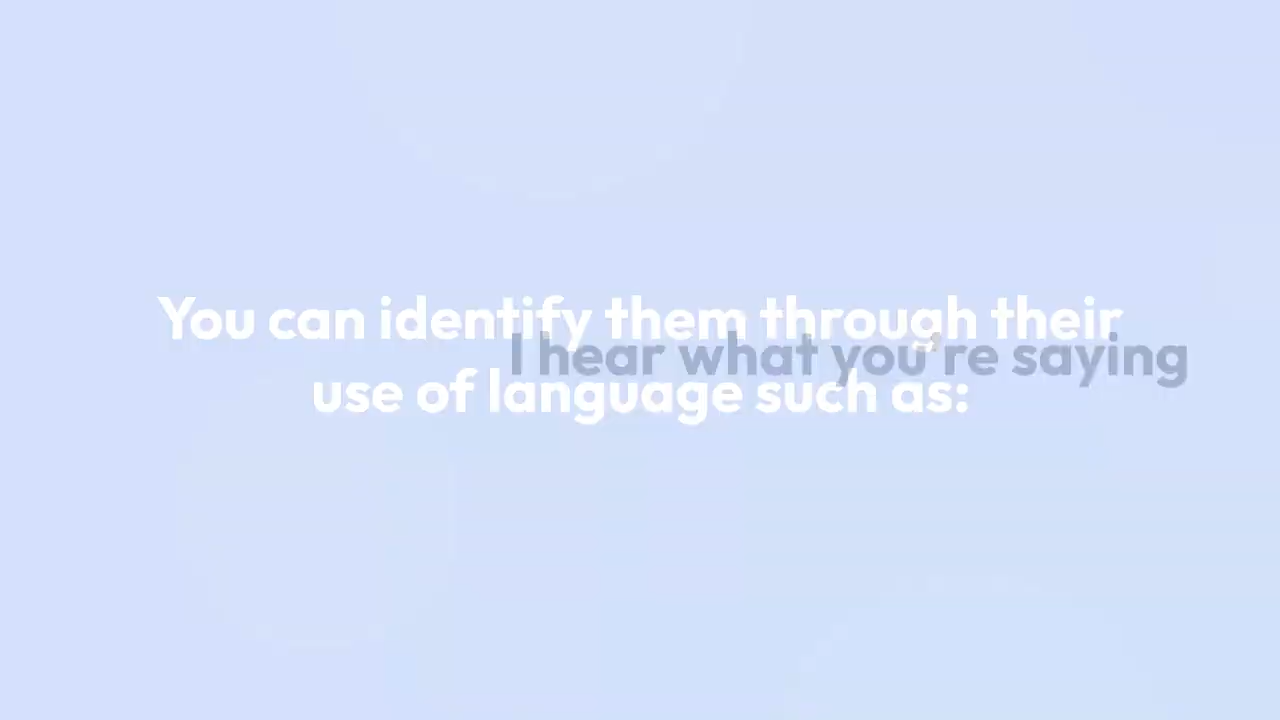 You can identify them through their
I hear what you're saying
use of language such as: